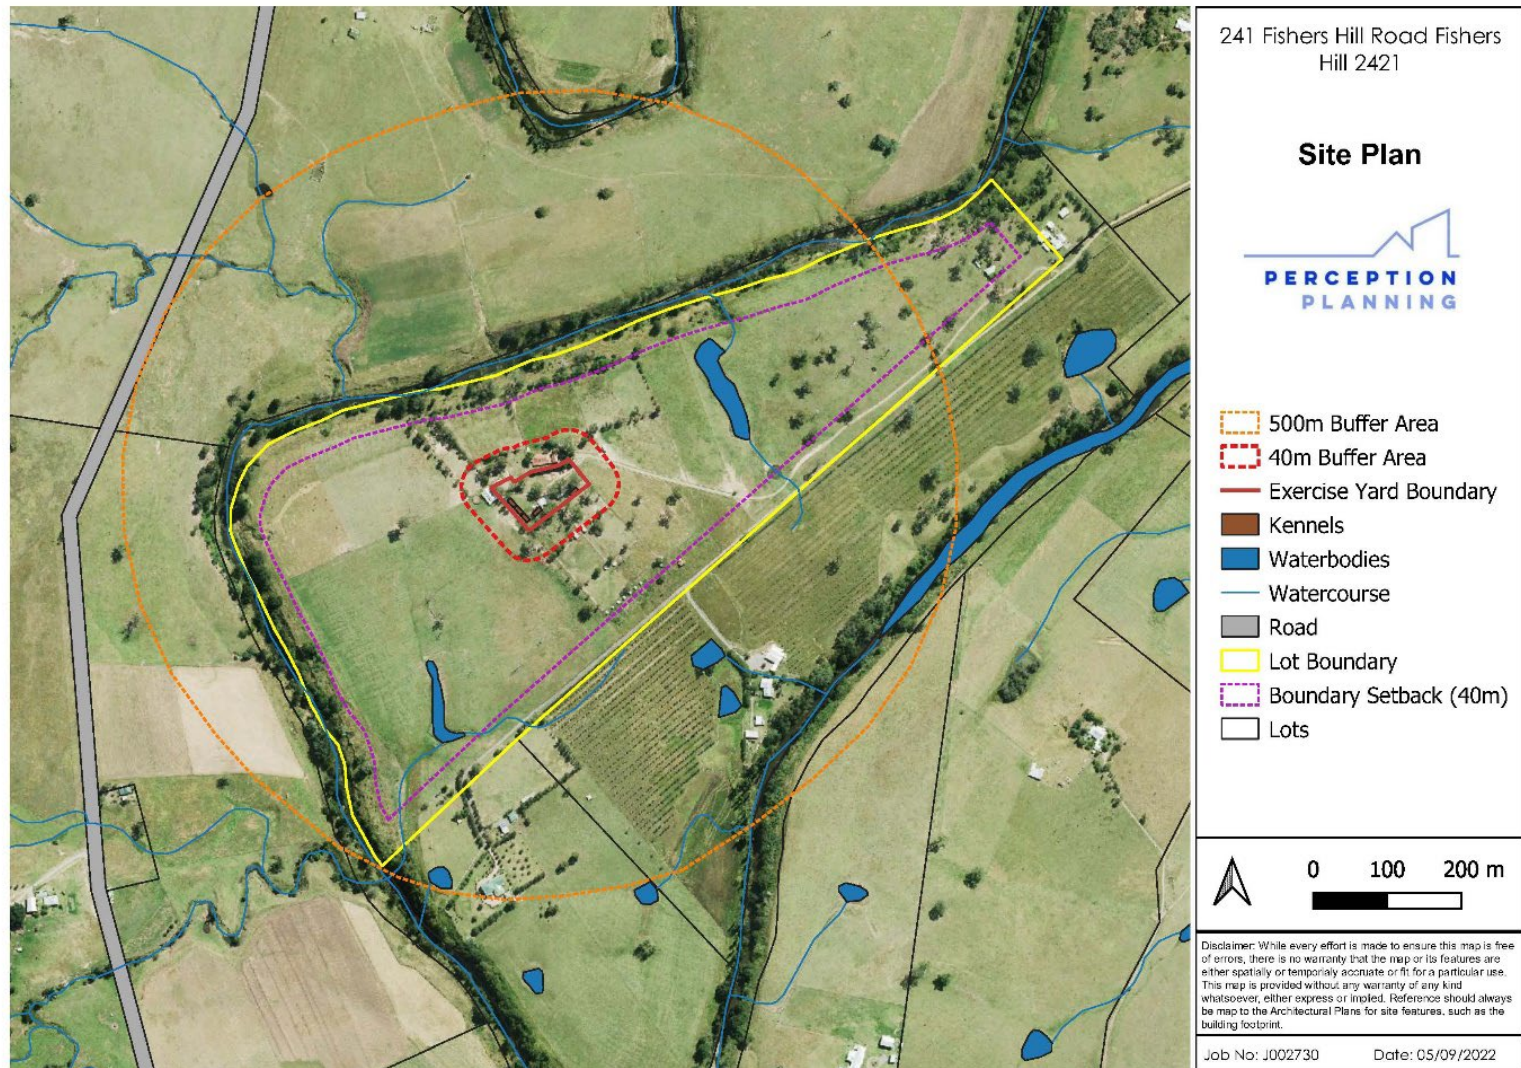 241 Fishers Hill Road Fishers
Hill 2421
Site Plan
PERCEPTION
PLANNING
500m Buffer Area
40m Buffer Area
Exercise Yard Boundary
Kennels
Waterbodies
Watercourse
Road
Lot Boundary
Boundary Setback (40m)
Lots
0 100 200 m
Disclaimer: While every effort is made to ensure this map is free
of errors, there is no warranty that the map or its features are
either spatially or temporialy accruate or fit for a particular use.
This map is provided without any warranty of any kind
whatsoever, either express or implied. Reference should always
be map to the Architectural Plans for site features, such as the
building footprint.
Job No: J002730 Date: 05/09/2022